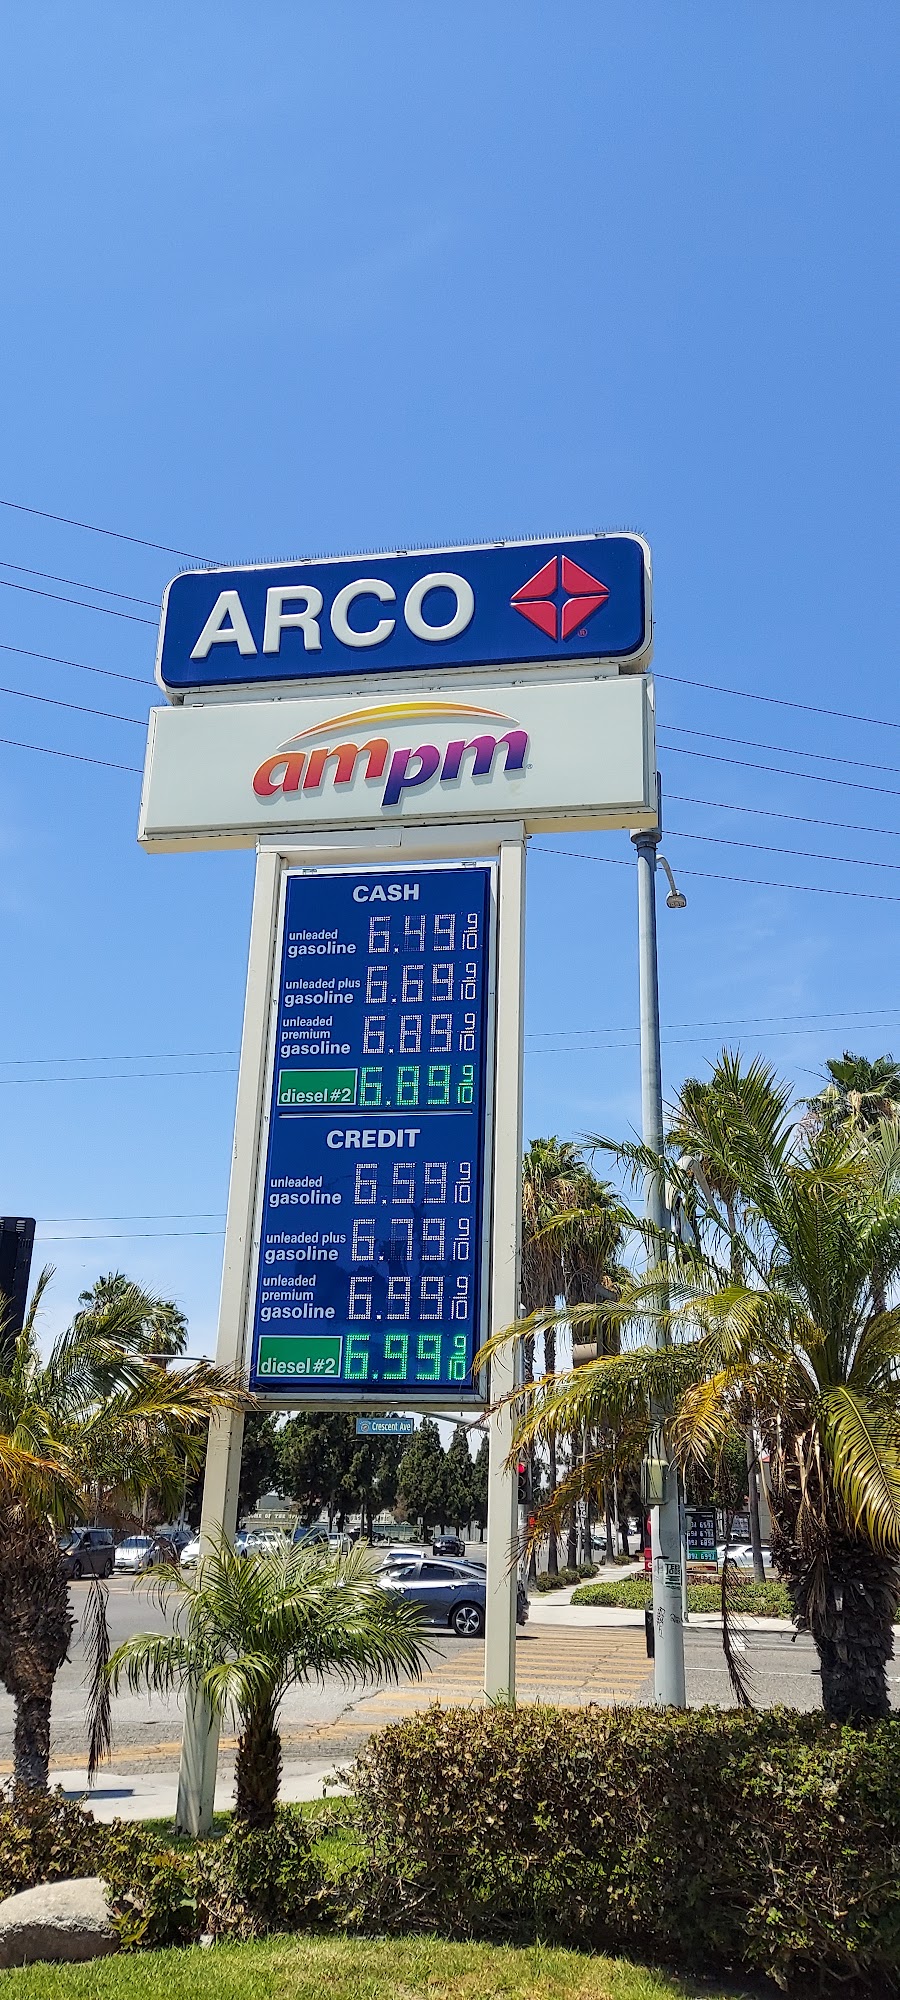 ARCO
ampm
CASH
unleaded
gasoline 6.49 9/10
unleaded plus
gasoline 6.69 9/10
unleaded
premium
gasoline 6.89 9/10
diesel #2 6.89 9/10
CREDIT
unleaded
gasoline 6.59 9/10
unleaded plus
gasoline 6.79 9/10
unleaded
premium
gasoline 6.99 9/10
diesel #2 6.99 9/10
Crescent Ave